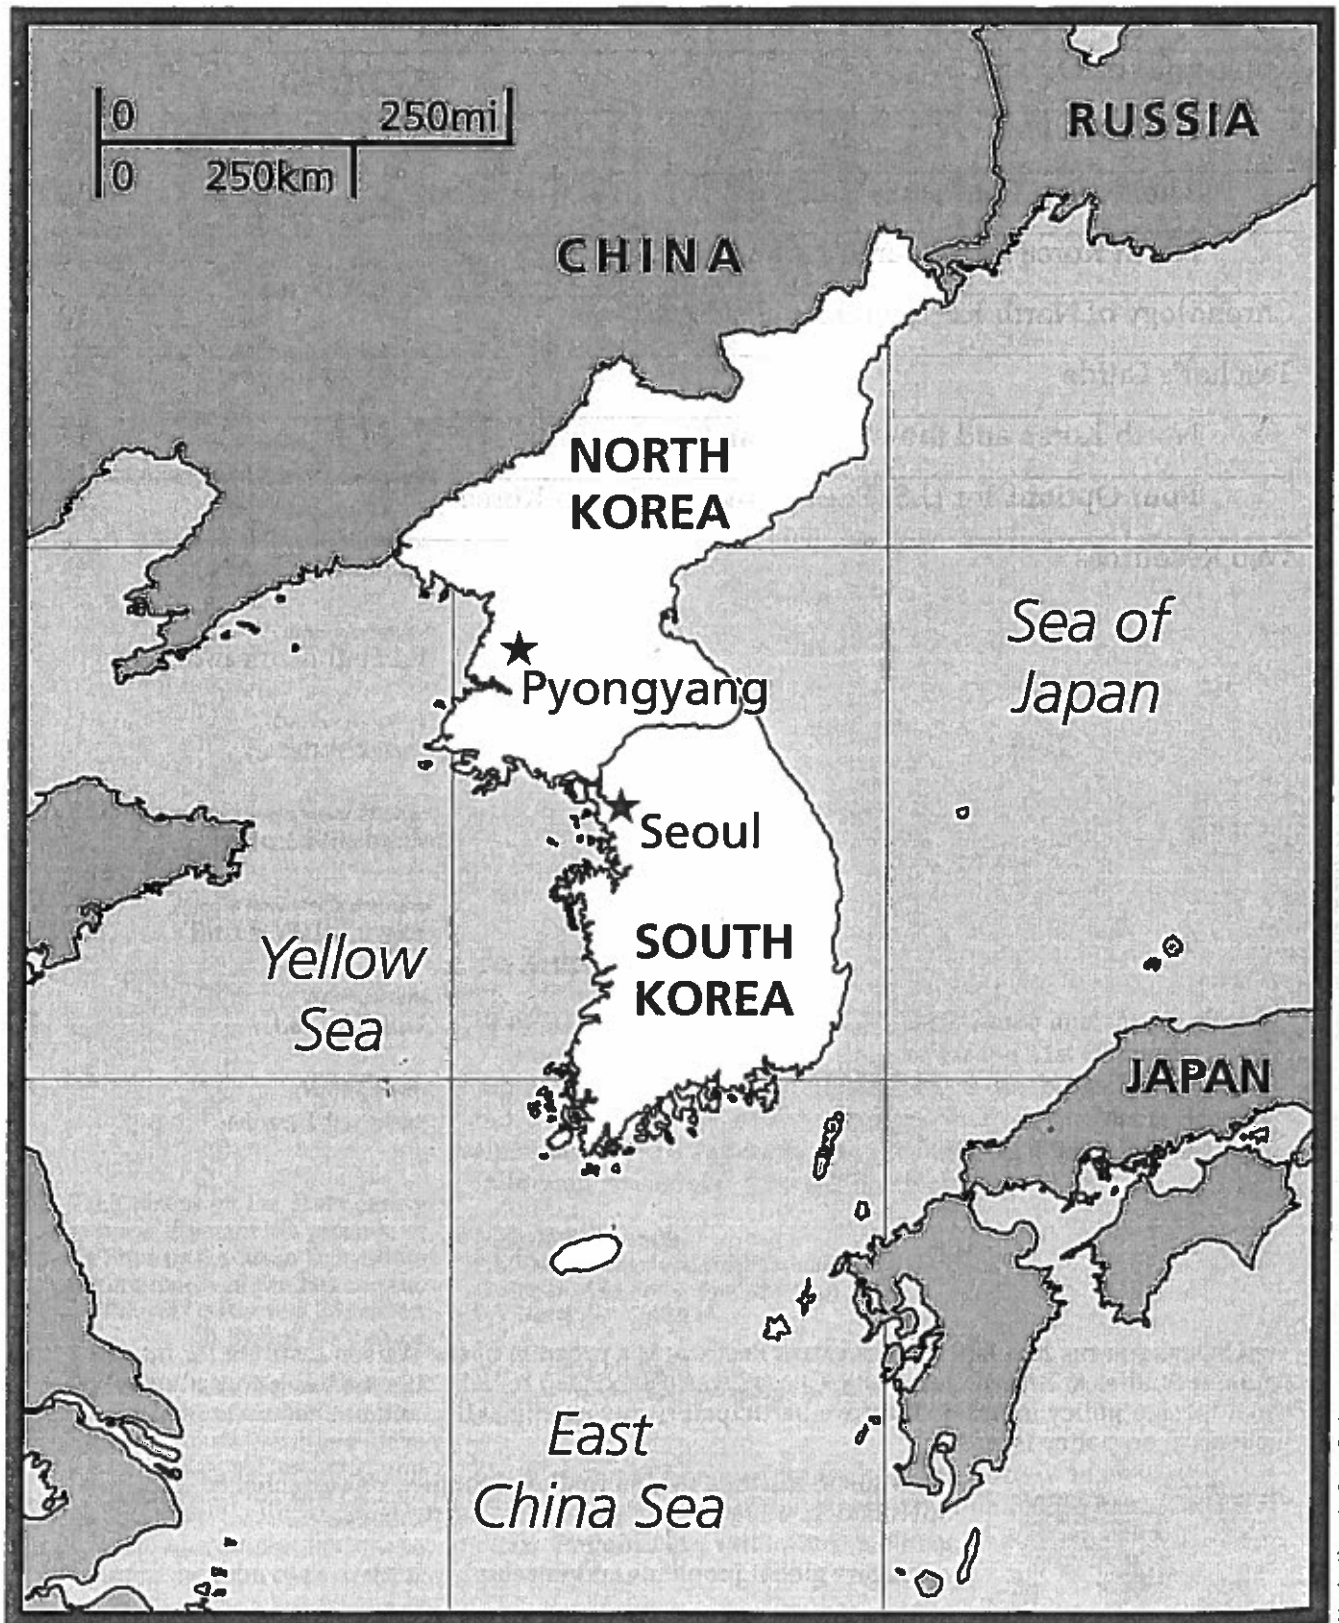 0 250mi
0 250km
RUSSIA
CHINA
NORTH
KOREA
Sea of
Japan
Pyongyang
Seoul
Yellow
Sea
SOUTH
KOREA
JAPAN
East
China Sea